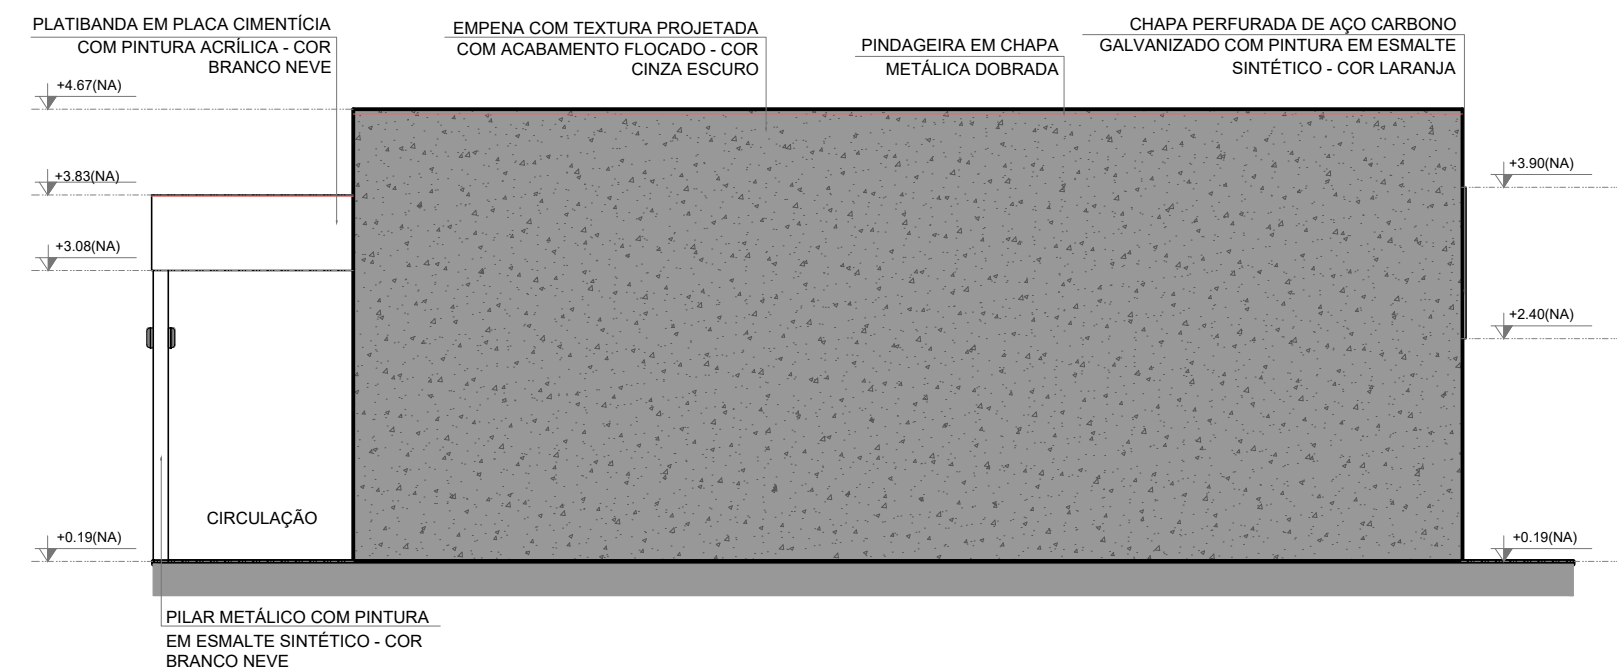 PLATIBANDA EM PLACA CIMENTÍCIA
COM PINTURA ACRÍLICA - COR
BRANCO NEVE
EMPENA COM TEXTURA PROJETADA
COM ACABAMENTO FLOCADO - COR
CINZA ESCURO
PINDAGEIRA EM CHAPA
METÁLICA DOBRADA
CHAPA PERFURADA DE AÇO CARBONO
GALVANIZADO COM PINTURA EM ESMALTE
SINTÉTICO - COR LARANJA
+4.67(NA)
+3.83(NA)
+3.90(NA)
+3.08(NA)
+2.40(NA)
CIRCULAÇÃO
+0.19(NA)
+0.19(NA)
PILAR METÁLICO COM PINTURA
EM ESMALTE SINTÉTICO - COR
BRANCO NEVE